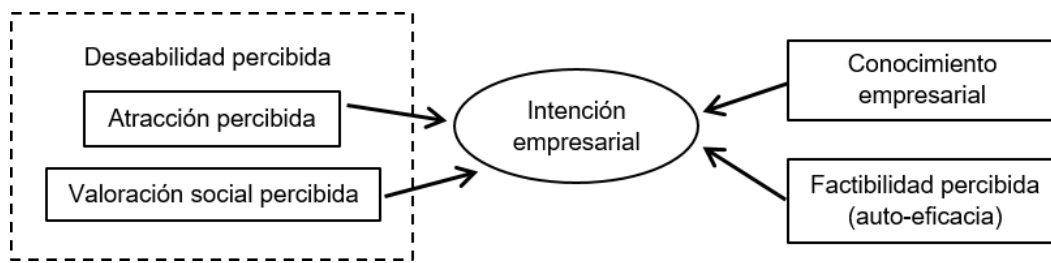 Deseabilidad percibida
Atracción percibida
Valoración social percibida
Intención
empresarial
Conocimiento
empresarial
Factibilidad percibida
(auto-eficacia)